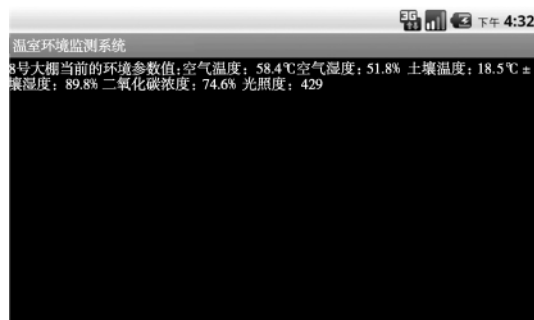 3G 下午 4:32
温室环境监测系统
8号大棚当前的环境参数值:空气温度：58.4℃空气湿度：51.8% 土壤温度：18.5℃ 土
壤湿度：89.8% 二氧化碳浓度：74.6% 光照度：429